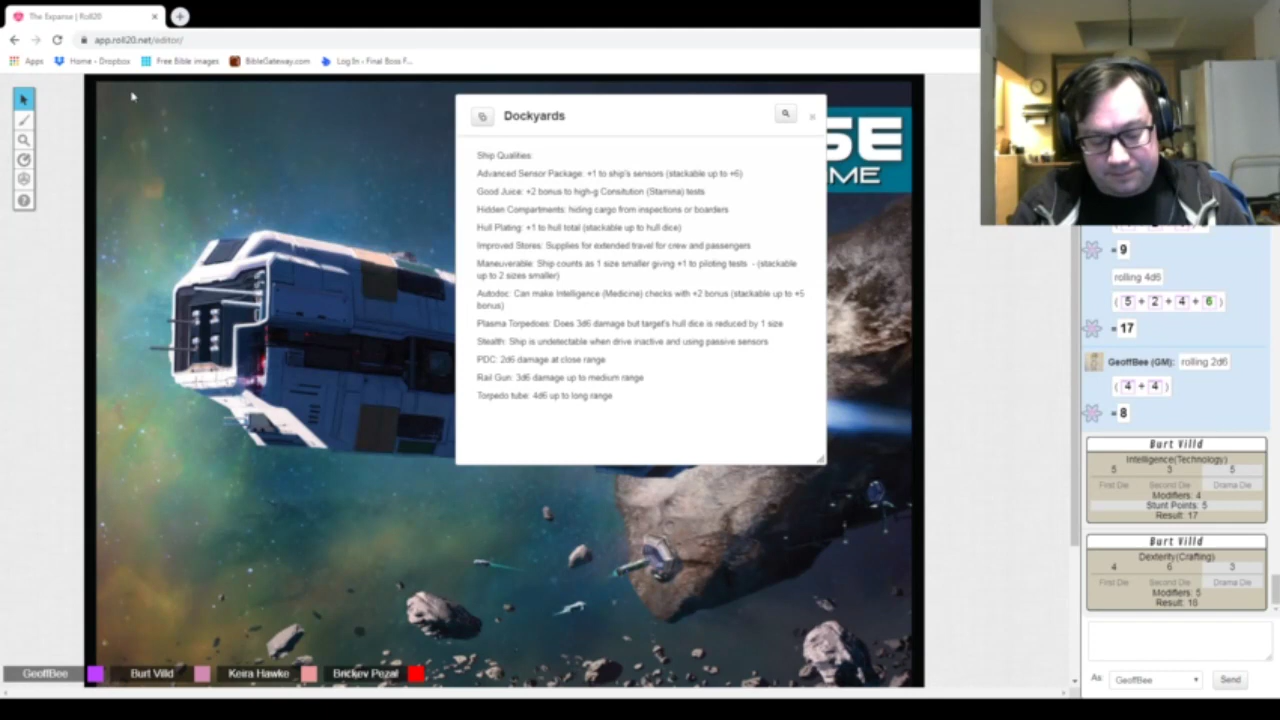 The Expanse | Roll20
app.roll20.net/editor/
Apps Home - Dropbox Free Bible images BibleGateway.com Log In - Final Boss F...
Dockyards
SE
ME
Ship Qualities:
Advanced Sensor Package: +1 to ship's sensors (stackable up to +6)
Good Juice: +2 bonus to high-g Consitution (Stamina) tests
Hidden Compartments: hiding cargo from inspections or boarders
Hull Plating: +1 to hull total (stackable up to hull dice)
Improved Stores: Supplies for extended travel for crew and passengers
Maneuverable: Ship counts as 1 size smaller giving +1 to piloting tests - (stackable
up to 2 sizes smaller)
Autodoc: Can make Intelligence (Medicine) checks with +2 bonus (stackable up to +5
bonus)
Plasma Torpedoes: Does 3d6 damage but target's hull dice is reduced by 1 size
Stealth: Ship is undetectable when drive inactive and using passive sensors
PDC: 2d6 damage at close range
Rail Gun: 3d6 damage up to medium range
Torpedo tube: 4d6 up to long range
= 9
rolling 4d6
( 5 + 2 + 4 + 6 )
= 17
GeoffBee (GM): rolling 2d6
( 4 + 4 )
= 8
Burt Villd
Intelligence(Technology)
5 3 5
First Die Second Die Drama Die
Modifiers: 4
Stunt Points: 5
Result: 17
Burt Villd
Dexterity(Crafting)
4 6 3
First Die Second Die Drama Die
Modifiers: 5
Result: 18
As: GeoffBee Send
GeoffBee Burt Villd Keira Hawke Brickev Pezal